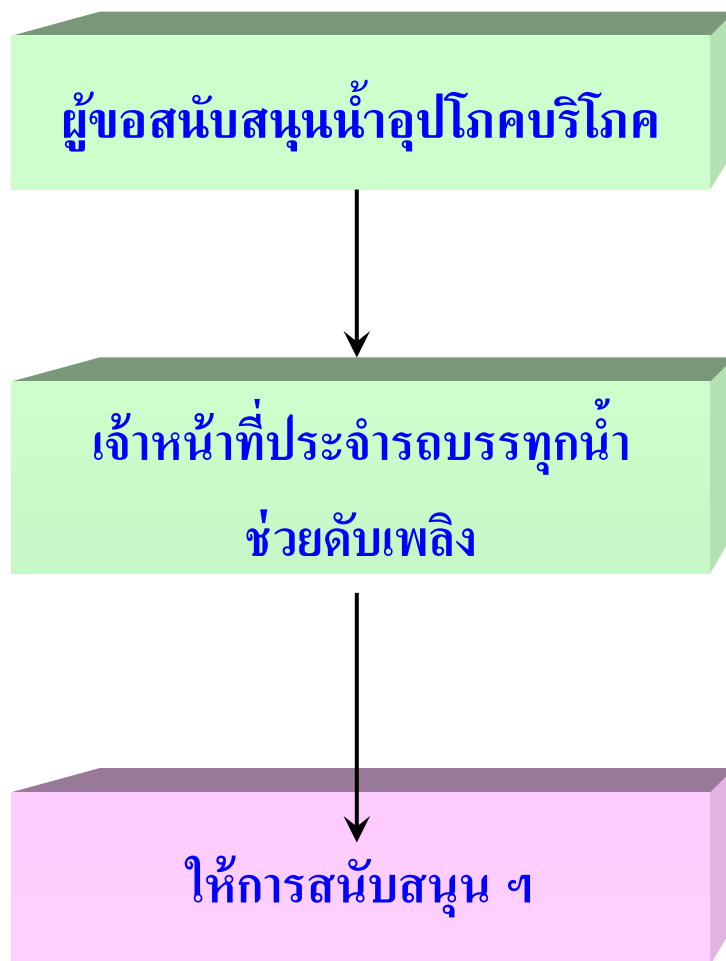 ผู้ขอสนับสนุนน้ำอุปโภคบริโภค
เจ้าหน้าที่ประจำรถบรรทุกน้ำ
ช่วยดับเพลิง
ให้การสนับสนุน ฯ